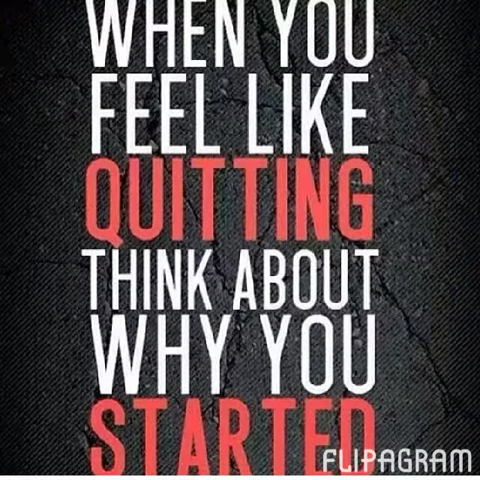 WHEN YOU
FEEL LIKE
QUITTING
THINK ABOUT
WHY YOU
STARTED
FLIPAGRAM